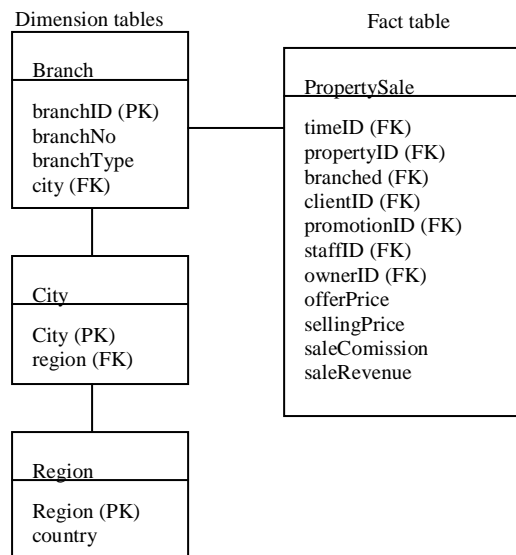 Dimension tables
Fact table
Branch
branchID (PK)
branchNo
branchType
city (FK)
PropertySale
timeID (FK)
propertyID (FK)
branched (FK)
clientID (FK)
promotionID (FK)
staffID (FK)
ownerID (FK)
offerPrice
sellingPrice
saleComission
saleRevenue
City
City (PK)
region (FK)
Region
Region (PK)
country